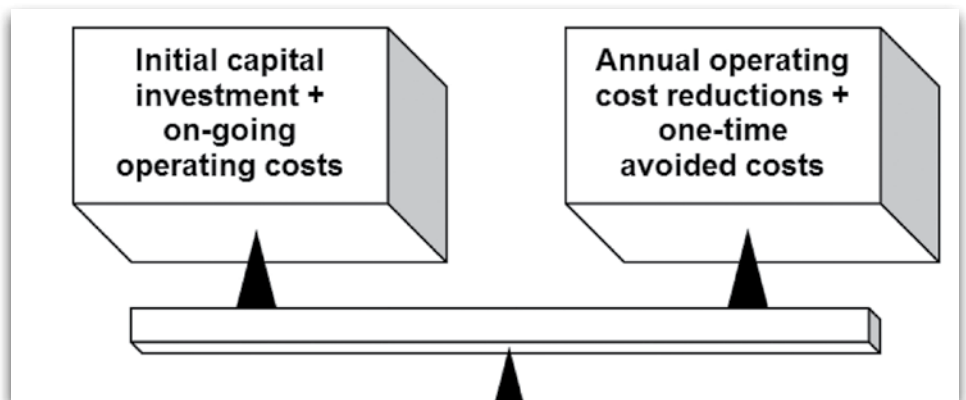 Initial capital
investment +
on-going
operating costs
Annual operating
cost reductions +
one-time
avoided costs